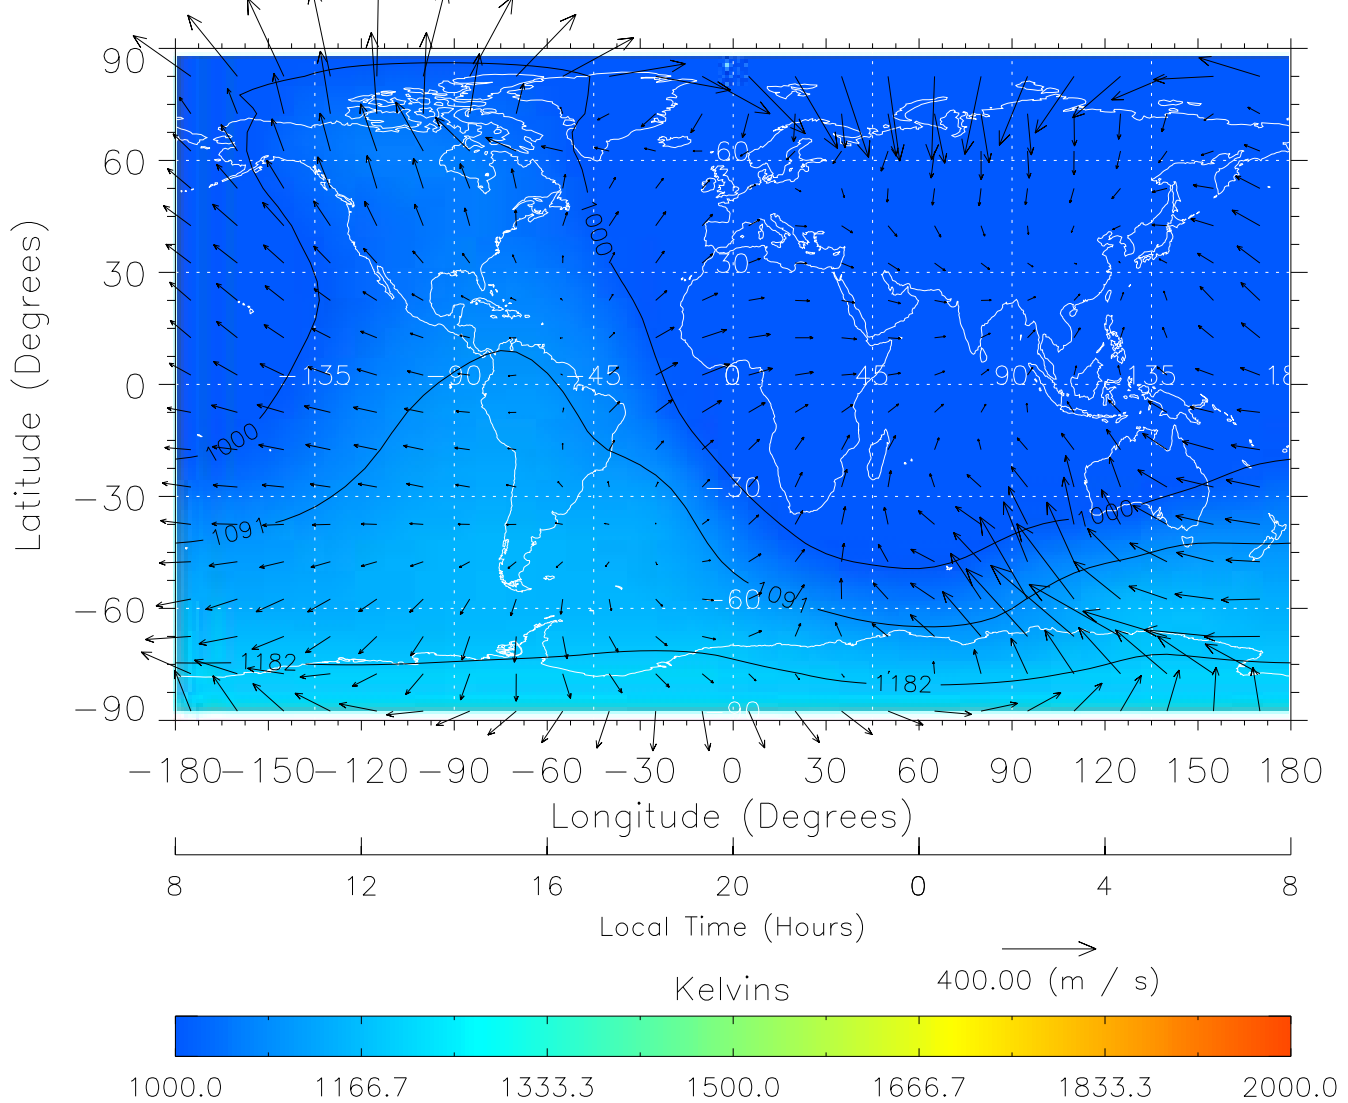 90
60
30
0
−30
−60
−90
Latitude (Degrees)
60
30
−135 −90 −45 0 45 90 135 18
−30
−60
−90
1000
1000
1000
1091
1091
1182
1182
−180 −150 −120 −90 −60 −30 0 30 60 90 120 150 180
Longitude (Degrees)
8 12 16 20 0 4 8
Local Time (Hours)
400.00 (m / s)
Kelvins
1000.0 1166.7 1333.3 1500.0 1666.7 1833.3 2000.0